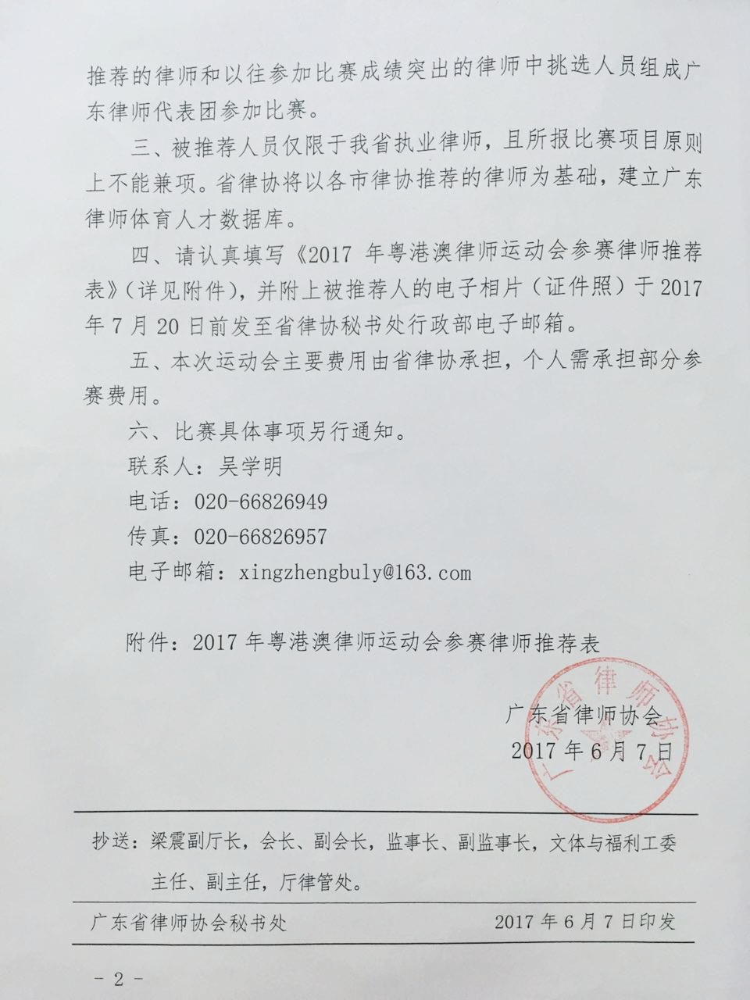 推荐的律师和以往参加比赛成绩突出的律师中挑选人员组成广
东律师代表团参加比赛。
三、被推荐人员仅限于我省执业律师，且所报比赛项目原则
上不能兼项。省律协将以各市律协推荐的律师为基础，建立广东
律师体育人才数据库。
四、请认真填写《2017 年粤港澳律师运动会参赛律师推荐
表》（详见附件），并附上被推荐人的电子相片（证件照）于 2017
年 7 月 20 日前发至省律协秘书处行政部电子邮箱。
五、本次运动会主要费用由省律协承担，个人需承担部分参
赛费用。
六、比赛具体事项另行通知。
联系人：吴学明
电话：020-66826949
传真：020-66826957
电子邮箱：xingzhengbuly@163.com
附件：2017 年粤港澳律师运动会参赛律师推荐表
广东省律师协会
广东省律师协会
2017 年 6 月 7 日
抄送：梁震副厅长，会长、副会长，监事长、副监事长，文体与福利工委
主任、副主任，厅律管处。
广东省律师协会秘书处 2017 年 6 月 7 日印发
- 2 -